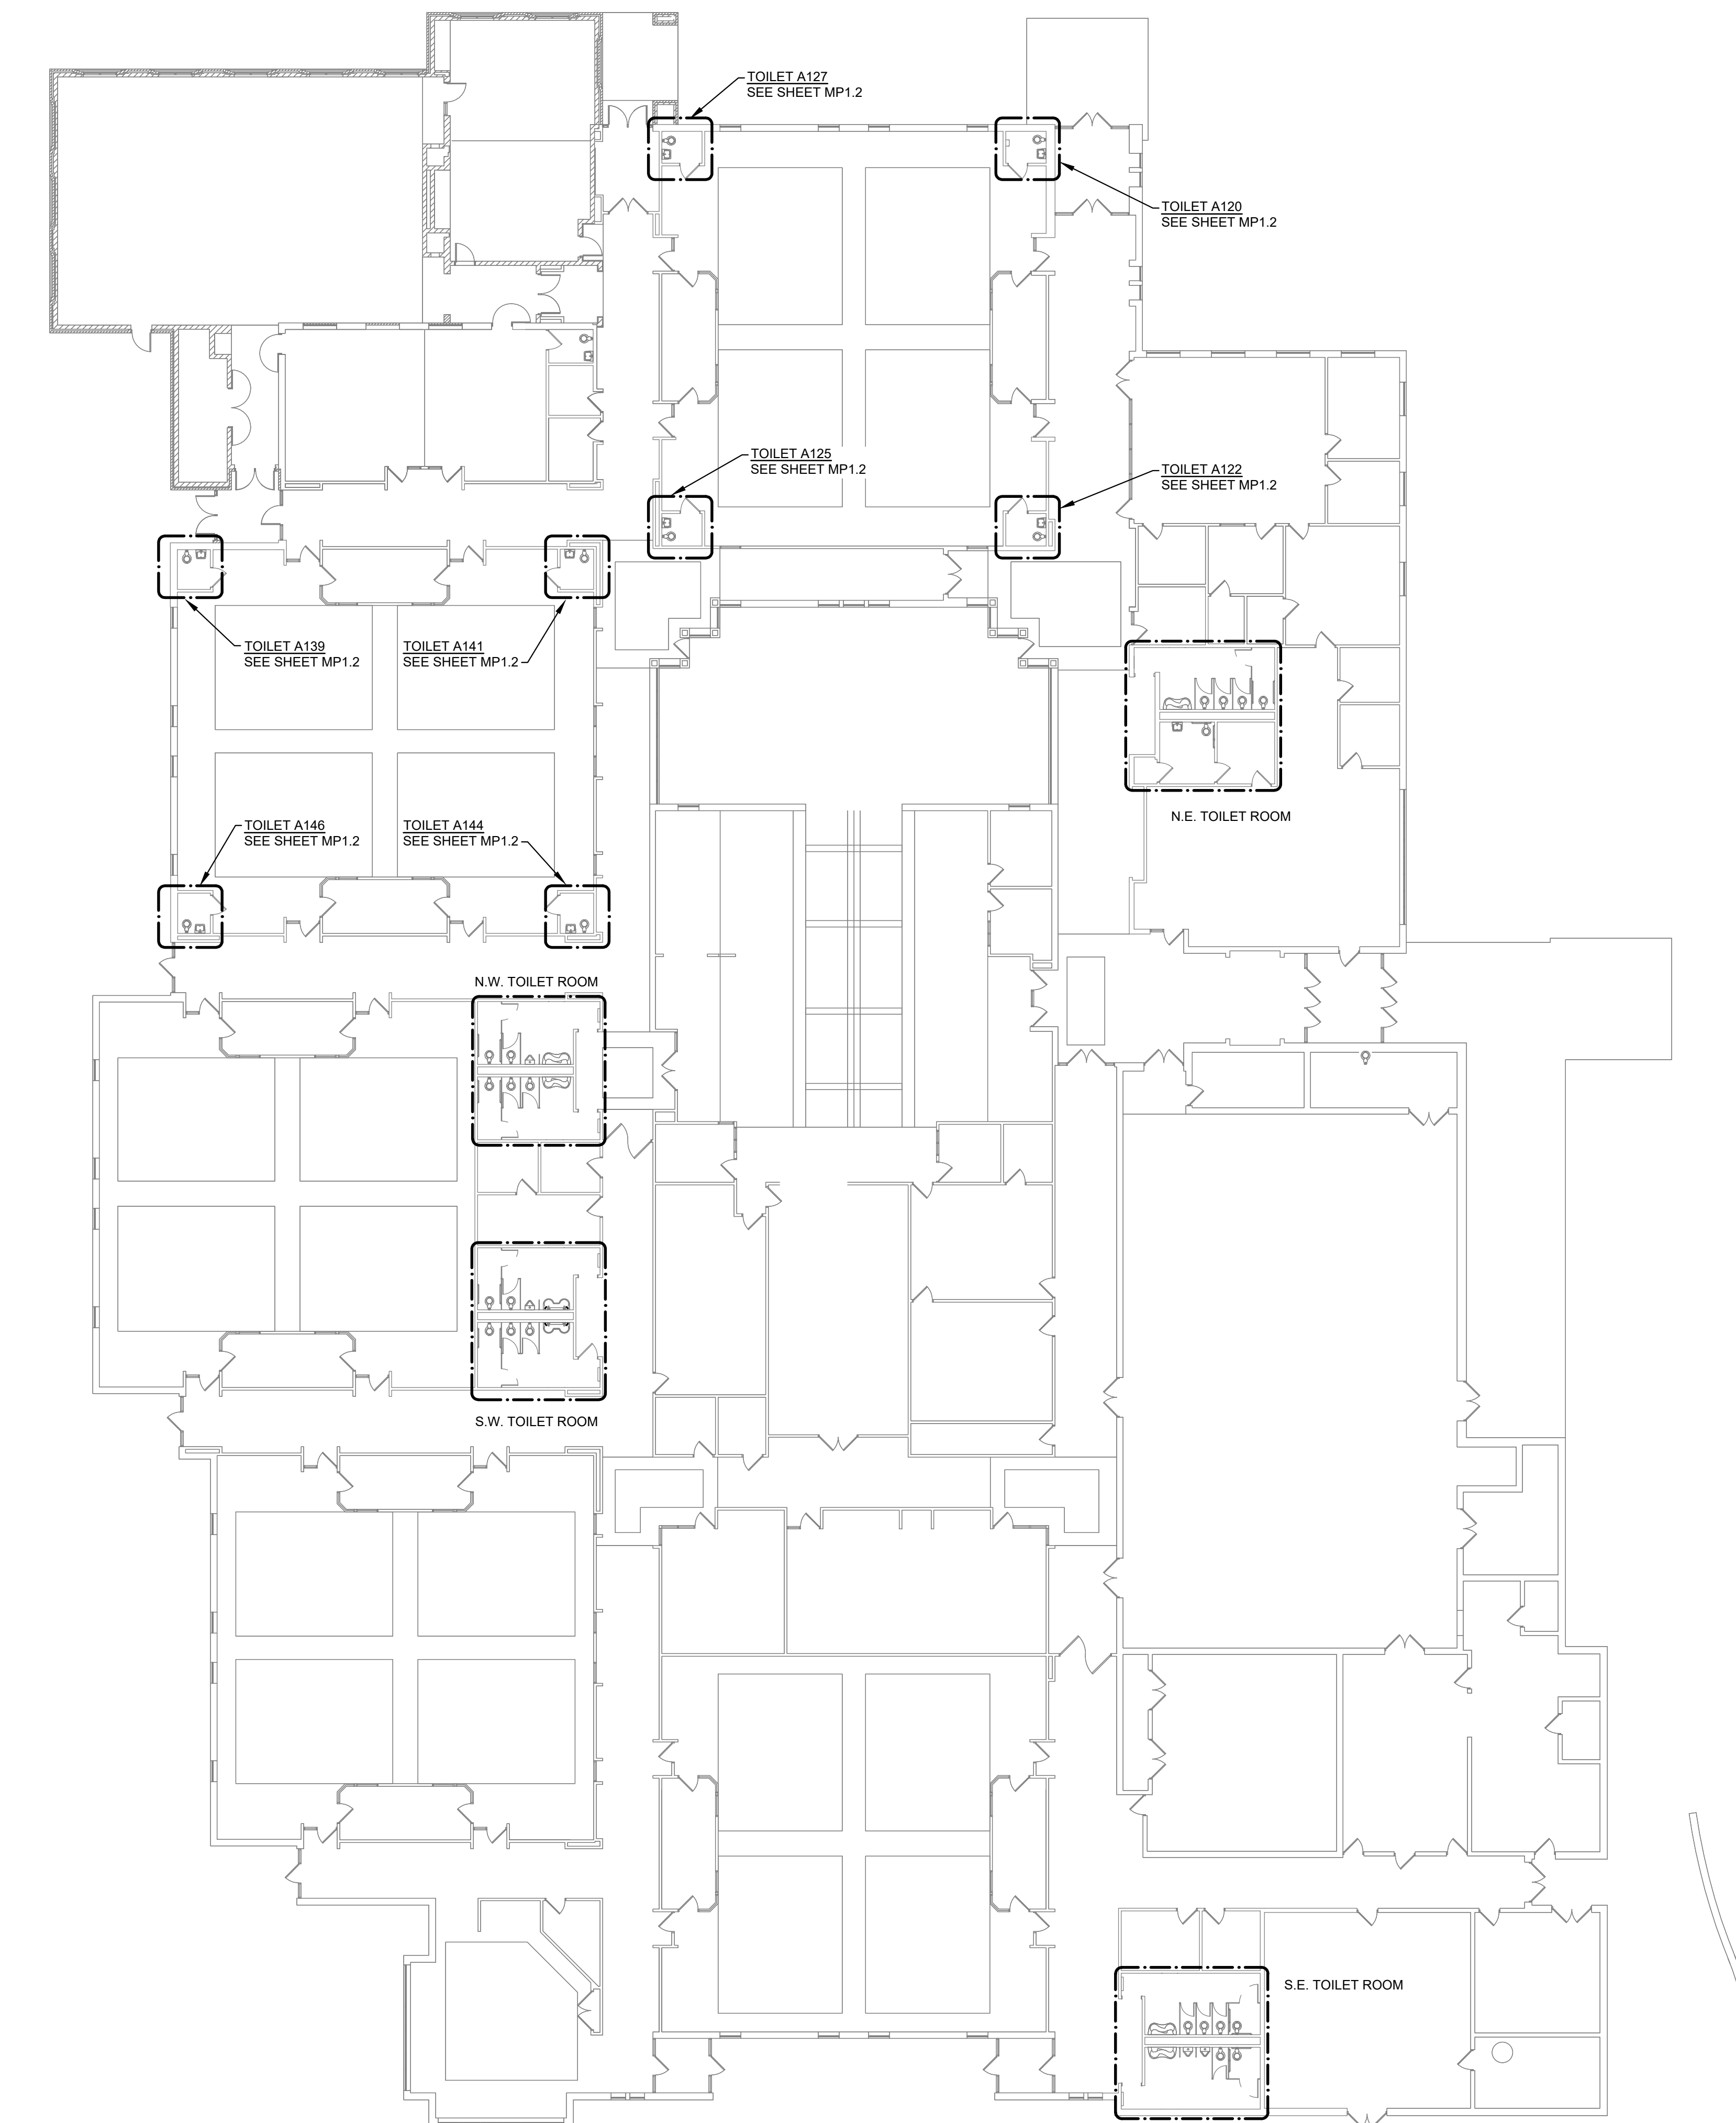 TOILET A127
SEE SHEET MP1.2
TOILET A120
SEE SHEET MP1.2
TOILET A125
SEE SHEET MP1.2
TOILET A122
SEE SHEET MP1.2
TOILET A139
SEE SHEET MP1.2
TOILET A141
SEE SHEET MP1.2
N.E. TOILET ROOM
TOILET A146
SEE SHEET MP1.2
TOILET A144
SEE SHEET MP1.2
N.W. TOILET ROOM
S.W. TOILET ROOM
S.E. TOILET ROOM